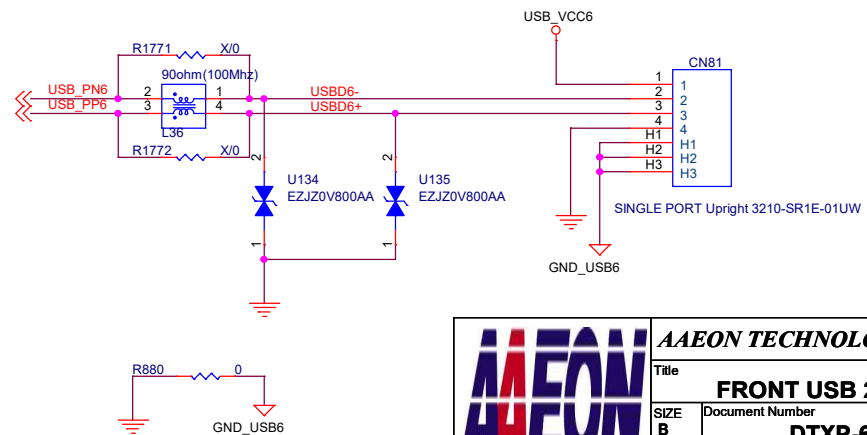 USB_VCC6
R1771 X/0
CN81
90ohm(100Mhz)
USB_PN6 2 1 USBD6- 1 1
USB_PP6 3 4 USBD6+ 2 2
3 3
L36
4 4
H1 H1
H2 H2
H3 H3
R1772 X/0
2 2
U134 U135
EZJZ0V800AA EZJZ0V800AA
SINGLE PORT Upright 3210-SR1E-01UW
1 1
GND_USB6
AAEON
AAEON TECHNOLO
Title
FRONT USB 2
SIZE Document Number
B
R880 0
GND_USB6